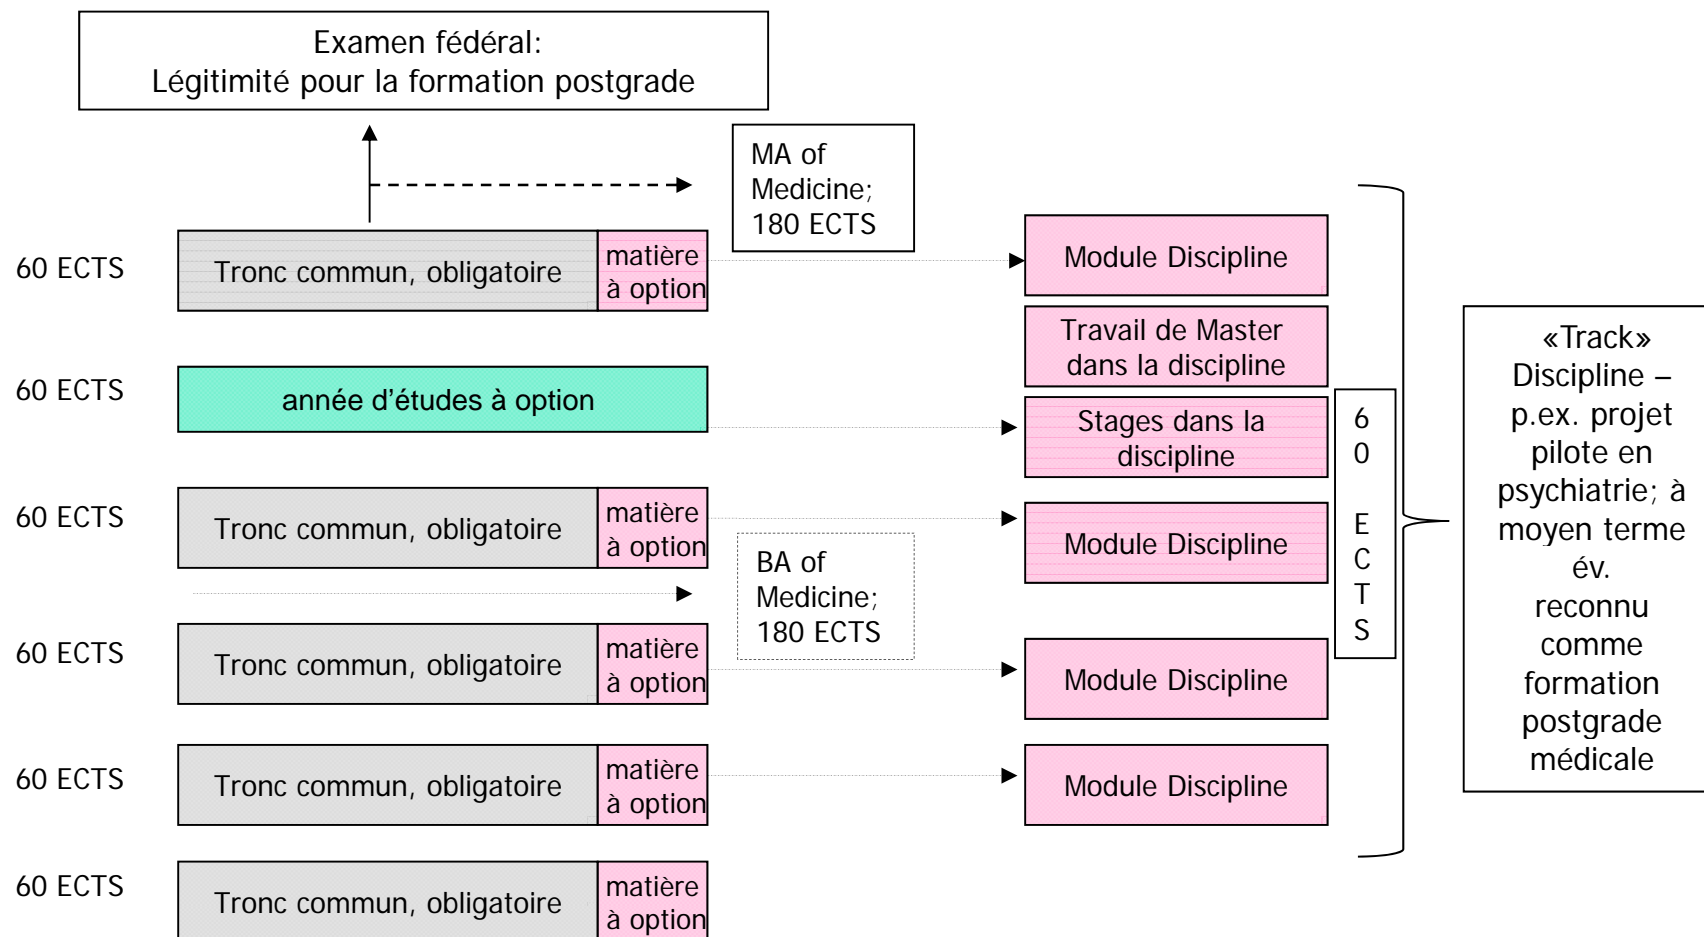 Examen fédéral:
Légitimité pour la formation postgrade
MA of
Medicine;
180 ECTS
60 ECTS
Tronc commun, obligatoire
matière
à option
Module Discipline
Travail de Master
dans la discipline
60 ECTS
année d'études à option
Stages dans la
discipline
60 ECTS
Tronc commun, obligatoire
matière
à option
Module Discipline
BA of
Medicine;
180 ECTS
60 ECTS
Tronc commun, obligatoire
matière
à option
Module Discipline
60 ECTS
Tronc commun, obligatoire
matière
à option
Module Discipline
60 ECTS
Tronc commun, obligatoire
matière
à option
6
0
E
C
T
S
«Track»
Discipline –
p.ex. projet
pilote en
psychiatrie; à
moyen terme
év.
reconnu
comme
formation
postgrade
médicale